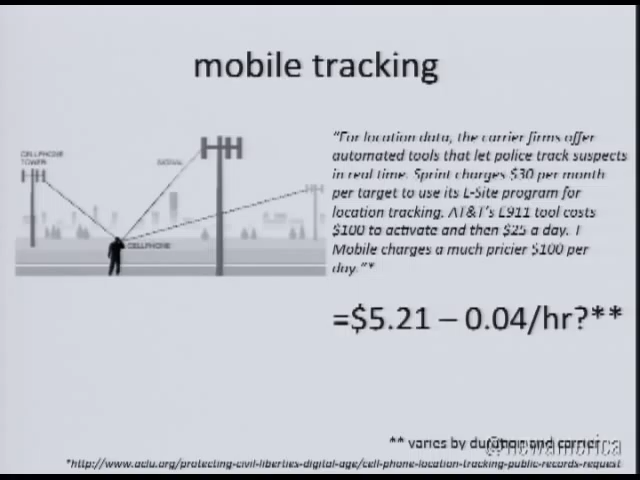 mobile tracking
CELLPHONE
TOWER
SIGNAL
CELLPHONE
"For location data, the carrier firms offer
automated tools that let police track suspects
in real time. Sprint charges $30 per month
per target to use its L-Site program for
location tracking. AT&T's E911 tool costs
$100 to activate and then $25 a day. T
Mobile charges a much pricier $100 per
day."*
=$5.21 – 0.04/hr?**
** varies by duration and carrier
@newamerica
*http://www.aclu.org/protecting-civil-liberties-digital-age/cell-phone-location-tracking-public-records-request